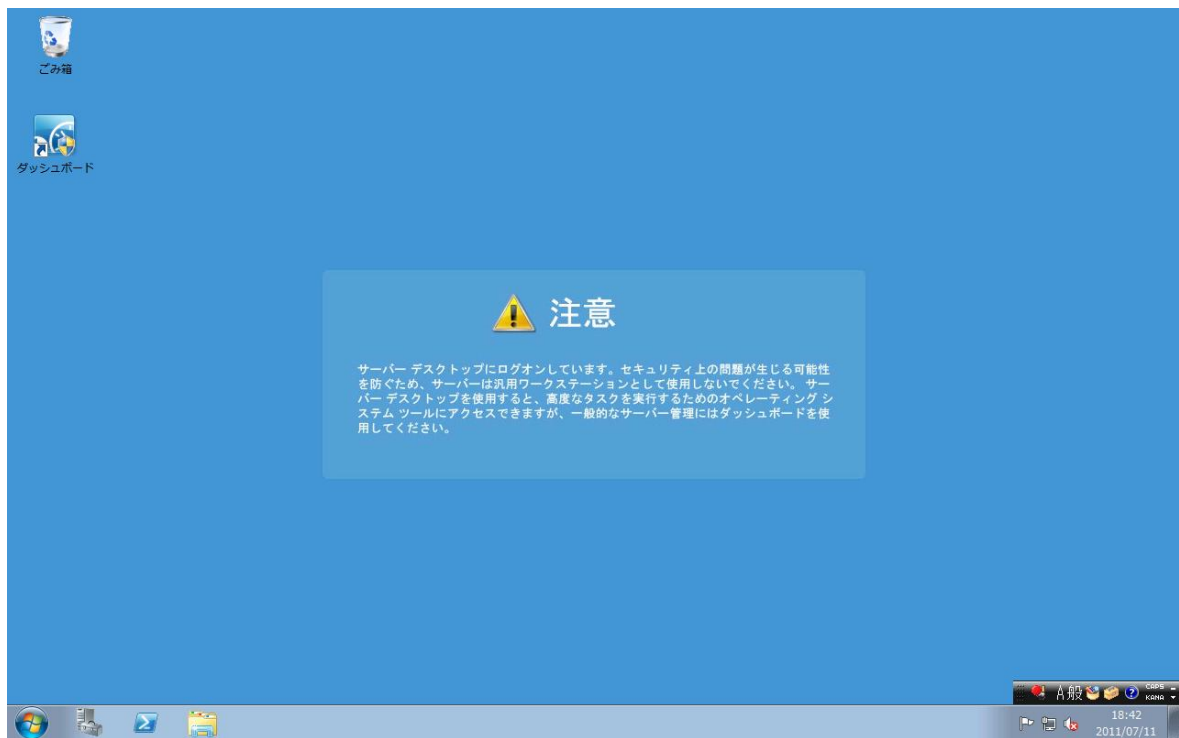 ごみ箱
ダッシュボード
注意
サーバー デスクトップにログオンしています。セキュリティ上の問題が生じる可能性
を防ぐため、サーバーは汎用ワークステーションとして使用しないでください。 サー
バー デスクトップを使用すると、高度なタスクを実行するためのオペレーティング シ
ステム ツールにアクセスできますが、一般的なサーバー管理にはダッシュボードを使
用してください。
A 般
CAPS
KANA
18:42
2011/07/11